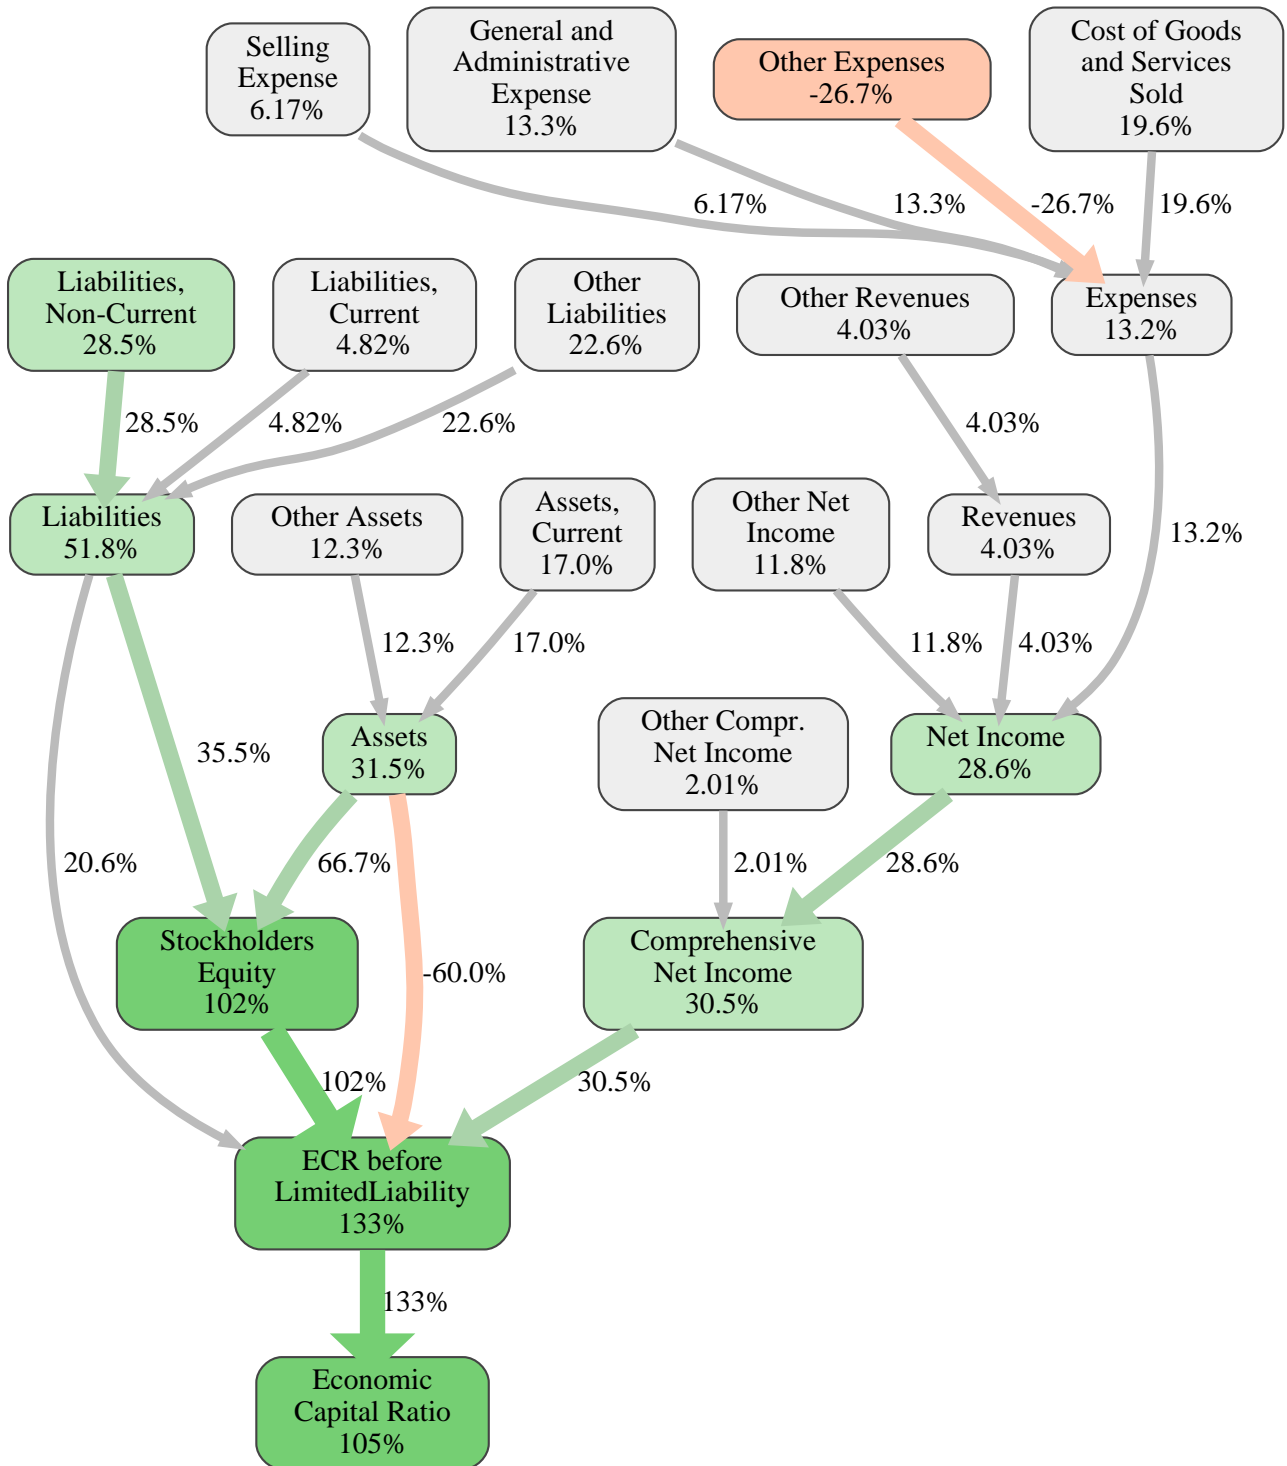 Selling
Expense
6.17%
General and
Administrative
Expense
13.3%
Other Expenses
-26.7%
Cost of Goods
and Services
Sold
19.6%
6.17%
13.3%
-26.7%
19.6%
Liabilities,
Non-Current
28.5%
Liabilities,
Current
4.82%
Other
Liabilities
22.6%
Other Revenues
4.03%
Expenses
13.2%
28.5%
4.82%
22.6%
4.03%
13.2%
Liabilities
51.8%
Other Assets
12.3%
Assets,
Current
17.0%
Other Net
Income
11.8%
Revenues
4.03%
12.3%
17.0%
11.8%
4.03%
35.5%
Assets
31.5%
Other Compr.
Net Income
2.01%
Net Income
28.6%
20.6%
66.7%
-60.0%
2.01%
28.6%
Stockholders
Equity
102%
Comprehensive
Net Income
30.5%
102%
30.5%
ECR before
LimitedLiability
133%
133%
Economic
Capital Ratio
105%